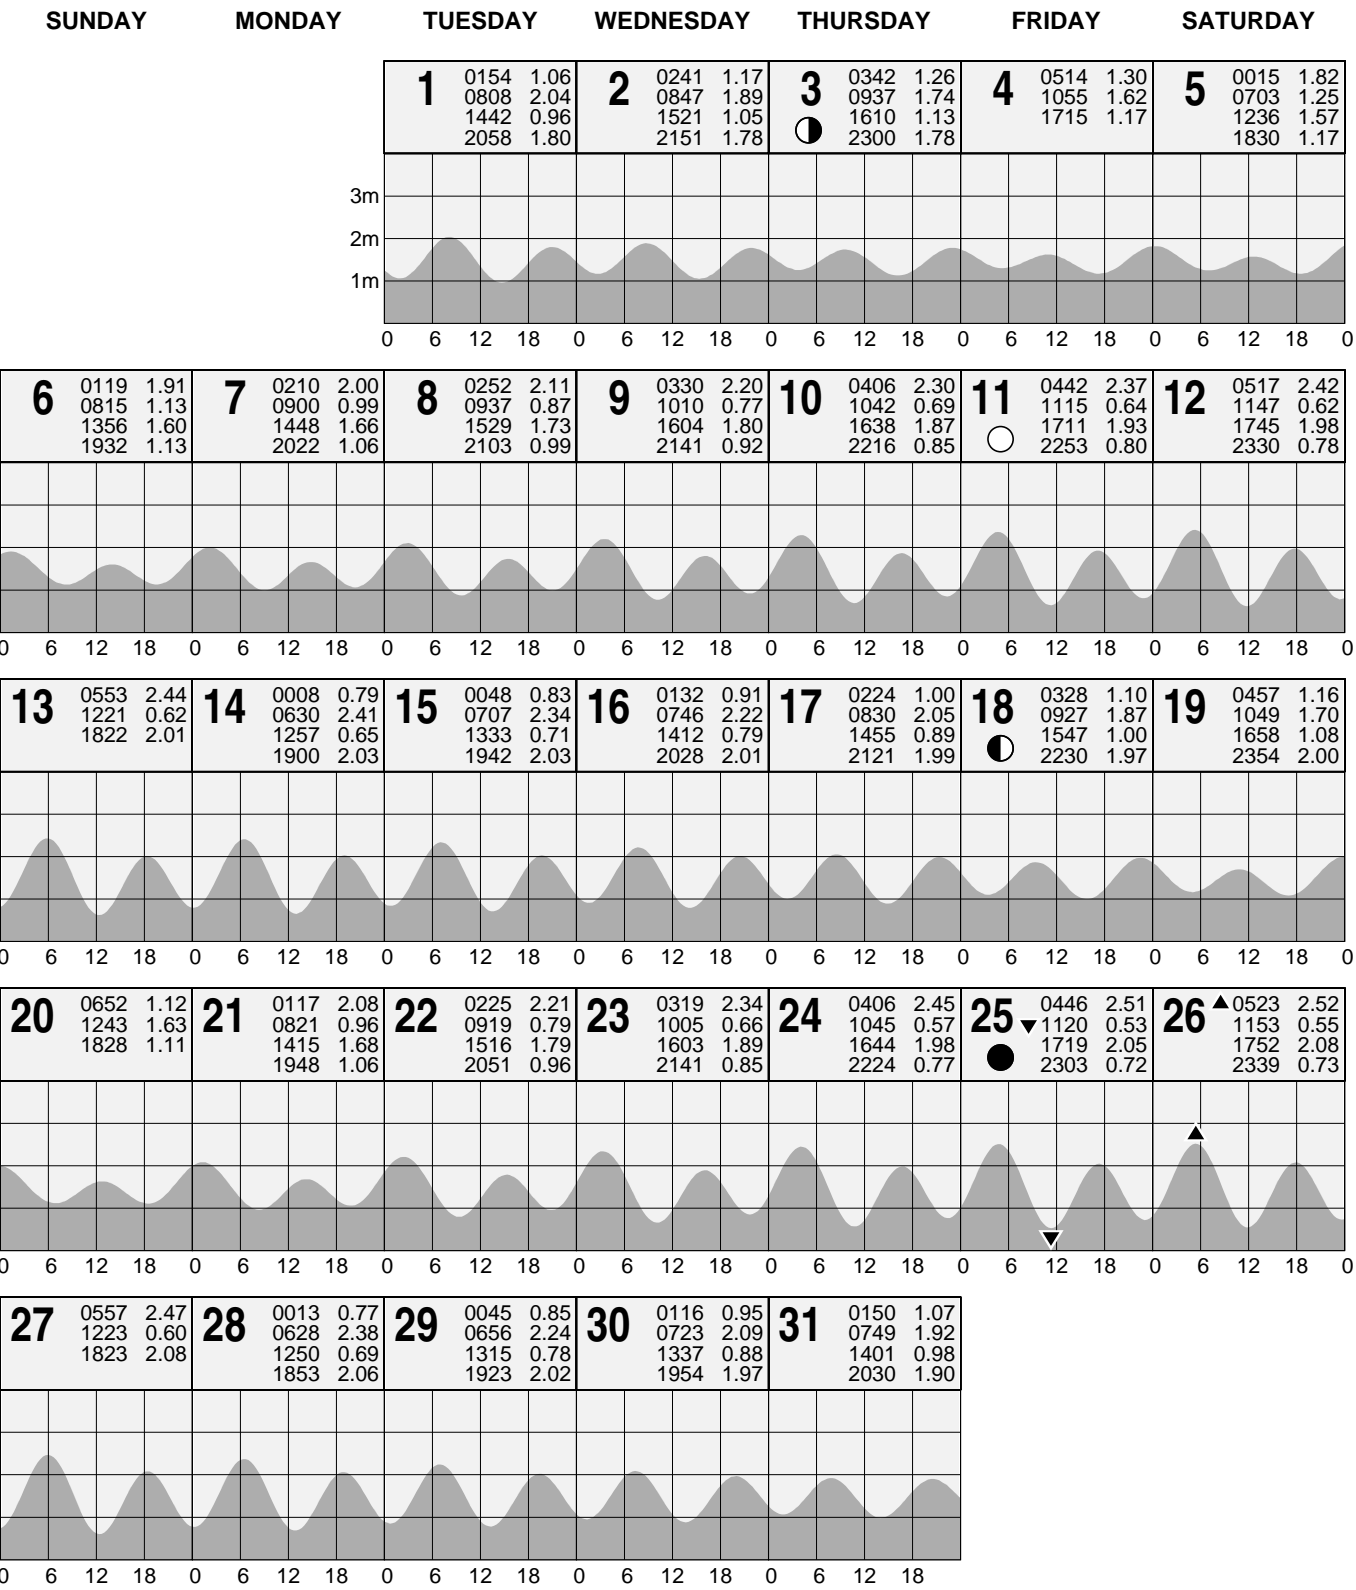 SUNDAY MONDAY TUESDAY WEDNESDAY THURSDAY FRIDAY SATURDAY
1 0154 1.06 2 0241 1.17 3 0342 1.26 4 0514 1.30 5 0015 1.82
0808 2.04 0847 1.89 0937 1.74 1055 1.62 0703 1.25
1442 0.96 1521 1.05 1610 1.13 1715 1.17 1236 1.57
2058 1.80 2151 1.78 2300 1.78 1830 1.17
3m
2m
1m
0 6 12 18 0 6 12 18 0 6 12 18 0 6 12 18 0 6 12 18 0
6 0119 1.91 7 0210 2.00 8 0252 2.11 9 0330 2.20 10 0406 2.30 11 0442 2.37 12 0517 2.42
0815 1.13 0900 0.99 0937 0.87 1010 0.77 1042 0.69 1115 0.64 1147 0.62
1356 1.60 1448 1.66 1529 1.73 1604 1.80 1638 1.87 1711 1.93 1745 1.98
1932 1.13 2022 1.06 2103 0.99 2141 0.92 2216 0.85 2253 0.80 2330 0.78
0 6 12 18 0 6 12 18 0 6 12 18 0 6 12 18 0 6 12 18 0 6 12 18 0 6 12 18 0
13 0553 2.44 14 0008 0.79 15 0048 0.83 16 0132 0.91 17 0224 1.00 18 0328 1.10 19 0457 1.16
1221 0.62 0630 2.41 0707 2.34 0746 2.22 0830 2.05 0927 1.87 1049 1.70
1822 2.01 1257 0.65 1333 0.71 1412 0.79 1455 0.89 1547 1.00 1658 1.08
1900 2.03 1942 2.03 2028 2.01 2121 1.99 2230 1.97 2354 2.00
0 6 12 18 0 6 12 18 0 6 12 18 0 6 12 18 0 6 12 18 0 6 12 18 0 6 12 18 0
20 0652 1.12 21 0117 2.08 22 0225 2.21 23 0319 2.34 24 0406 2.45 25 0446 2.51 26 0523 2.52
1243 1.63 0821 0.96 0919 0.79 1005 0.66 1045 0.57 1120 0.53 1153 0.55
1828 1.11 1415 1.68 1516 1.79 1603 1.89 1644 1.98 1719 2.05 1752 2.08
1948 1.06 2051 0.96 2141 0.85 2224 0.77 2303 0.72 2339 0.73
0 6 12 18 0 6 12 18 0 6 12 18 0 6 12 18 0 6 12 18 0 6 12 18 0 6 12 18 0
27 0557 2.47 28 0013 0.77 29 0045 0.85 30 0116 0.95 31 0150 1.07
1223 0.60 0628 2.38 0656 2.24 0723 2.09 0749 1.92
1823 2.08 1250 0.69 1315 0.78 1337 0.88 1401 0.98
1853 2.06 1923 2.02 1954 1.97 2030 1.90
0 6 12 18 0 6 12 18 0 6 12 18 0 6 12 18 0 6 12 18